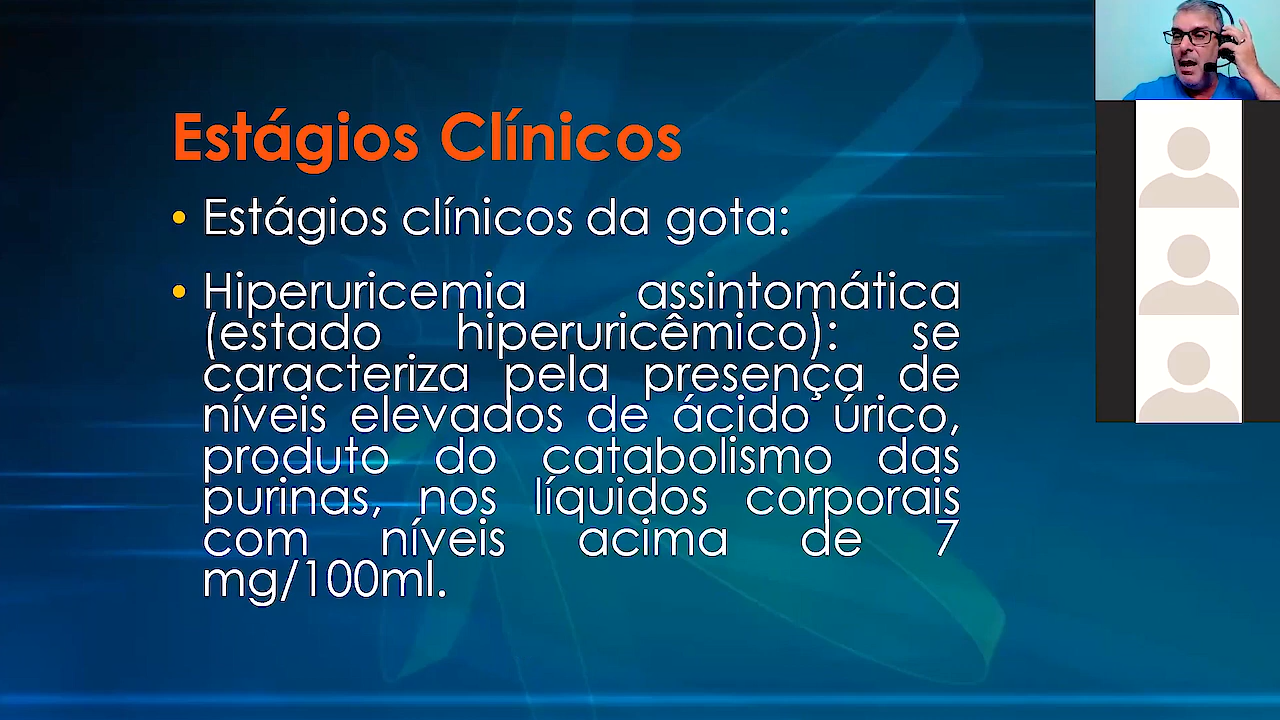 Estágios Clínicos
• Estágios clínicos da gota:
• Hiperuricemia assintomática
(estado hiperuricêmico): se
caracteriza pela presença de
níveis elevados de ácido úrico,
produto do catabolismo das
purinas, nos líquidos corporais
com níveis acima de 7
mg/100ml.